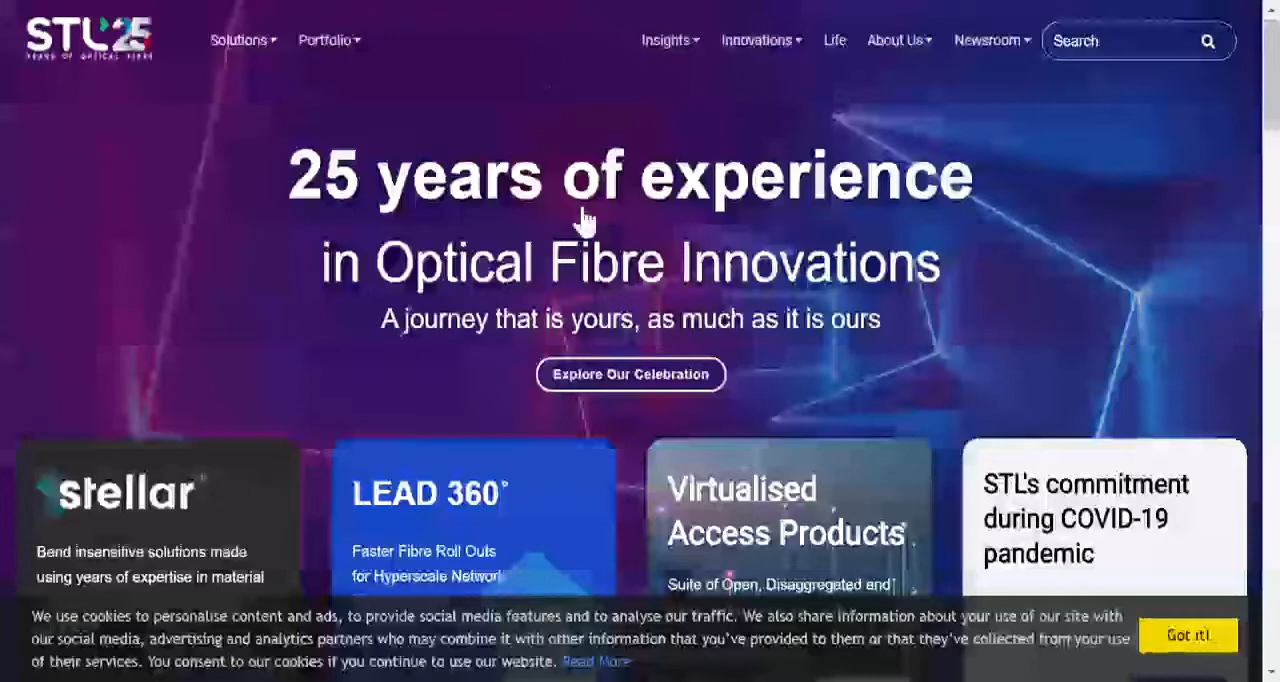 STL 25
YEARS OF OPTICAL FIBRE
Solutions
Portfolio
Insights
Innovations
Life
About Us
Newsroom
Search
25 years of experience
in Optical Fibre Innovations
A journey that is yours, as much as it is ours
Explore Our Celebration
stellar
Bend insensitive solutions made
using years of expertise in material
LEAD 360°
Faster Fibre Roll Outs
for Hyperscale Network
Virtualised
Access Products
Suite of Open, Disaggregated and
STL's commitment
during COVID-19
pandemic
We use cookies to personalise content and ads, to provide social media features and to analyse our traffic. We also share information about your use of our site with
our social media, advertising and analytics partners who may combine it with other information that you've provided to them or that they've collected from your use
of their services. You consent to our cookies if you continue to use our website. Read More
Got it!